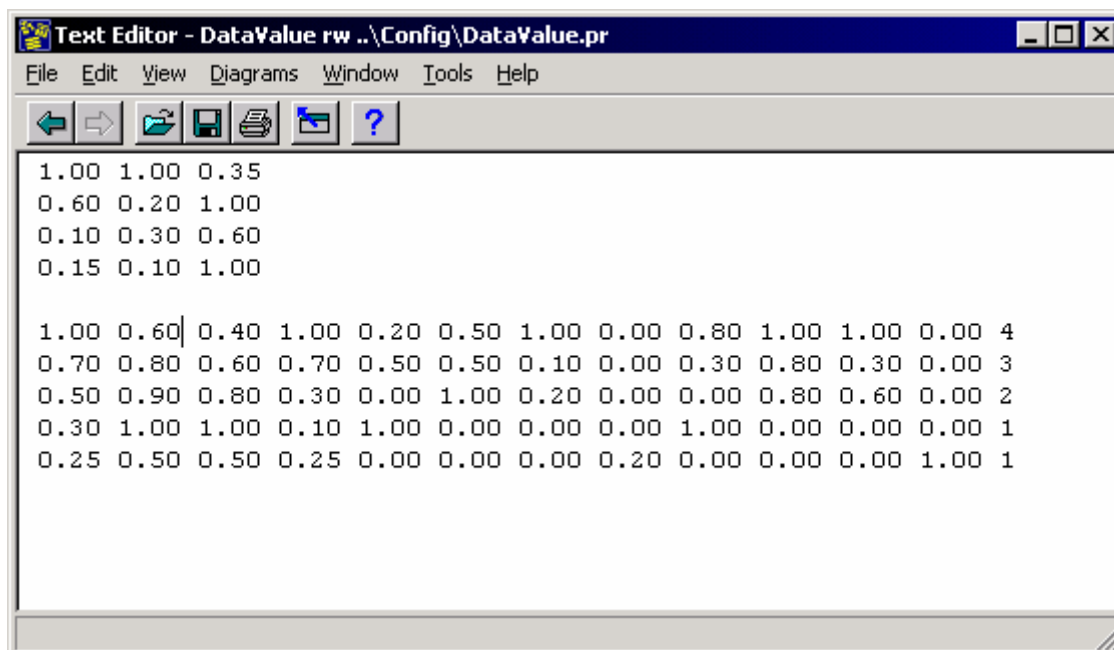 Text Editor - DataValue rw ..\Config\DataValue.pr
File Edit View Diagrams Window Tools Help
?
1.00 1.00 0.35
0.60 0.20 1.00
0.10 0.30 0.60
0.15 0.10 1.00
1.00 0.60 0.40 1.00 0.20 0.50 1.00 0.00 0.80 1.00 1.00 0.00 4
0.70 0.80 0.60 0.70 0.50 0.50 0.10 0.00 0.30 0.80 0.30 0.00 3
0.50 0.90 0.80 0.30 0.00 1.00 0.20 0.00 0.00 0.80 0.60 0.00 2
0.30 1.00 1.00 0.10 1.00 0.00 0.00 0.00 1.00 0.00 0.00 0.00 1
0.25 0.50 0.50 0.25 0.00 0.00 0.00 0.20 0.00 0.00 0.00 1.00 1